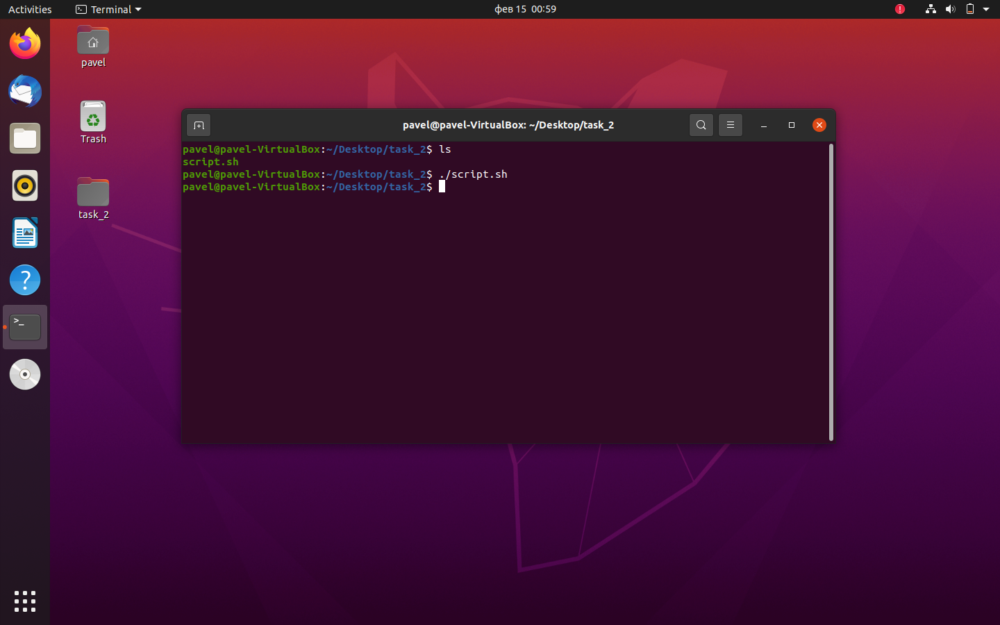 Activities
Terminal
фев 15 00:59
pavel
Trash
task_2
pavel@pavel-VirtualBox: ~/Desktop/task_2
pavel@pavel-VirtualBox:~/Desktop/task_2$ ls
script.sh
pavel@pavel-VirtualBox:~/Desktop/task_2$ ./script.sh
pavel@pavel-VirtualBox:~/Desktop/task_2$